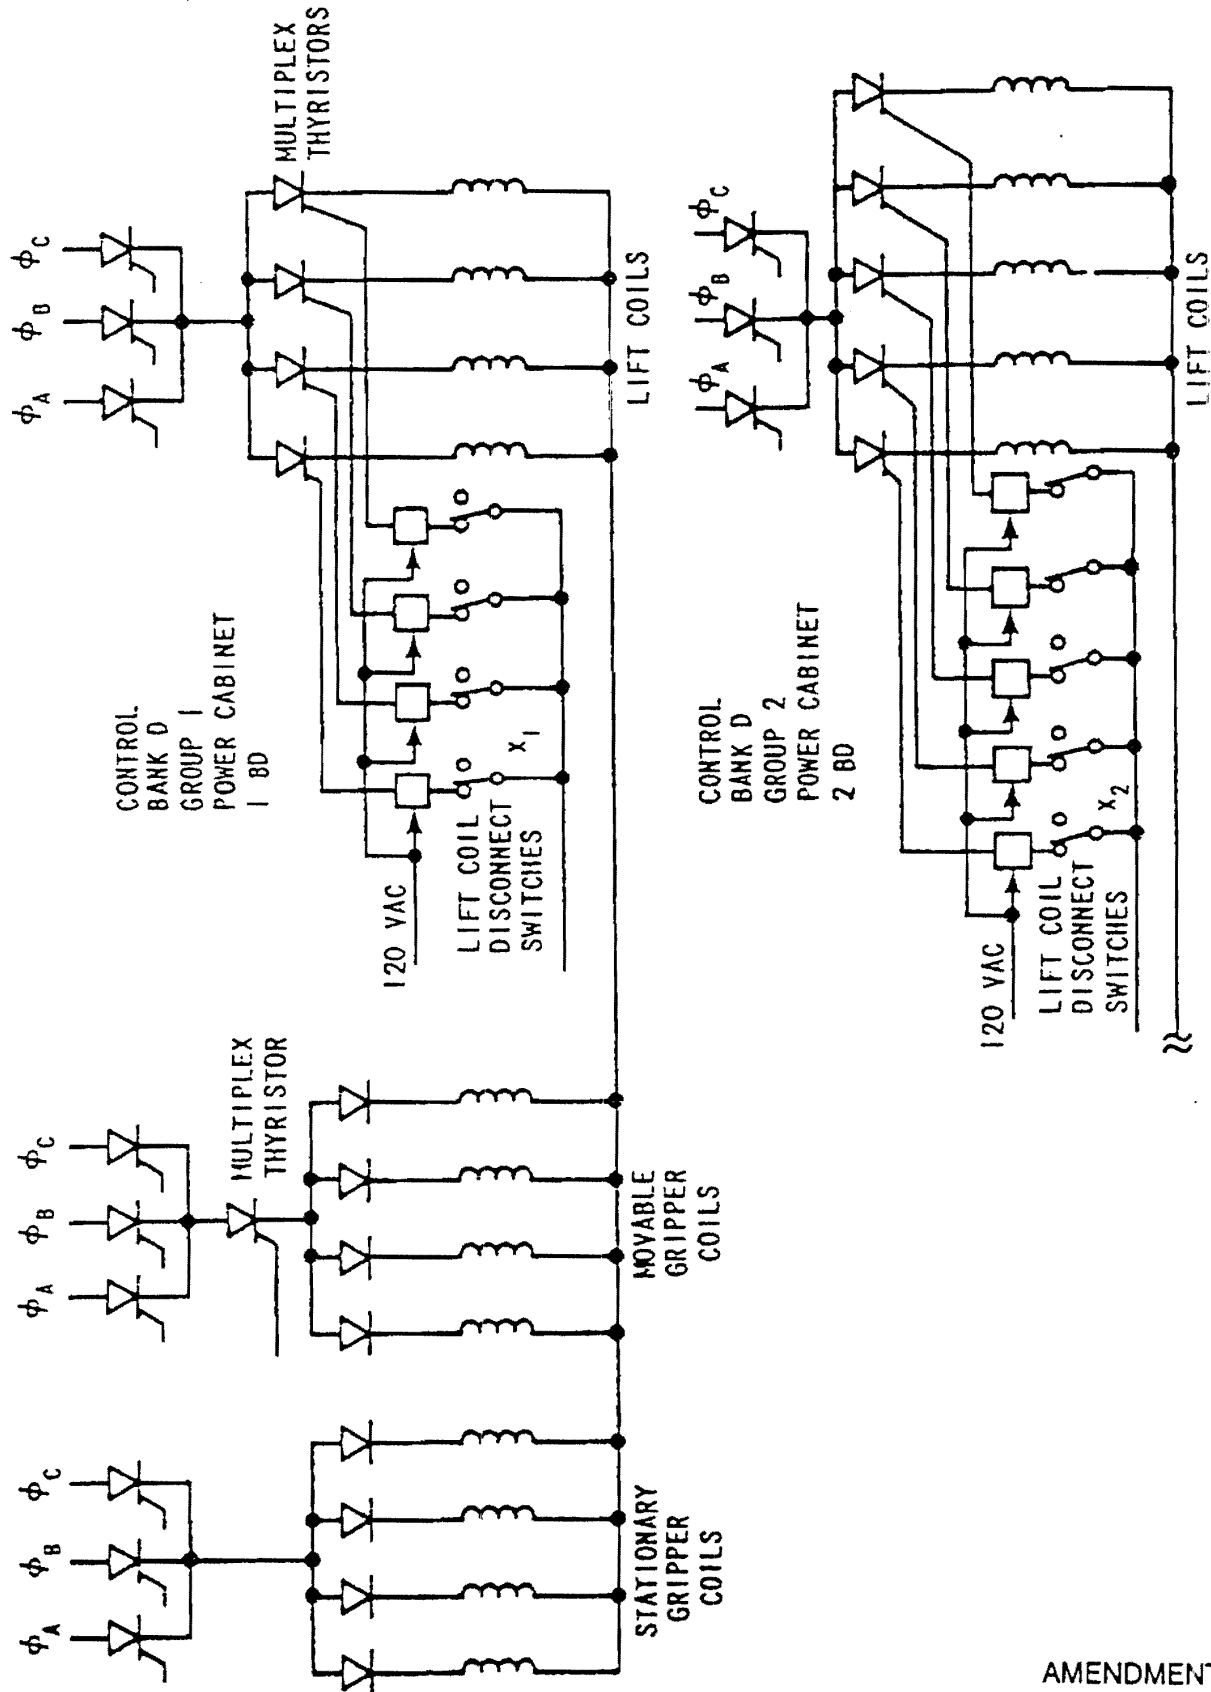 ϕA
ϕB
ϕC
STATIONARY
GRIPPER
COILS
ϕA
ϕB
ϕC
MULTIPLEX
THYRISTOR
MOVABLE
GRIPPER
COILS
ϕA
ϕB
ϕC
MULTIPLEX
THYRISTORS
CONTROL
BANK D
GROUP 1
POWER CABINET
1 BD
120 VAC
LIFT COIL
DISCONNECT
SWITCHES
X1
LIFT COILS
ϕA
ϕB
ϕC
CONTROL
BANK D
GROUP 2
POWER CABINET
2 BD
120 VAC
LIFT COIL
DISCONNECT
SWITCHES
X2
LIFT COILS
AMENDMENT